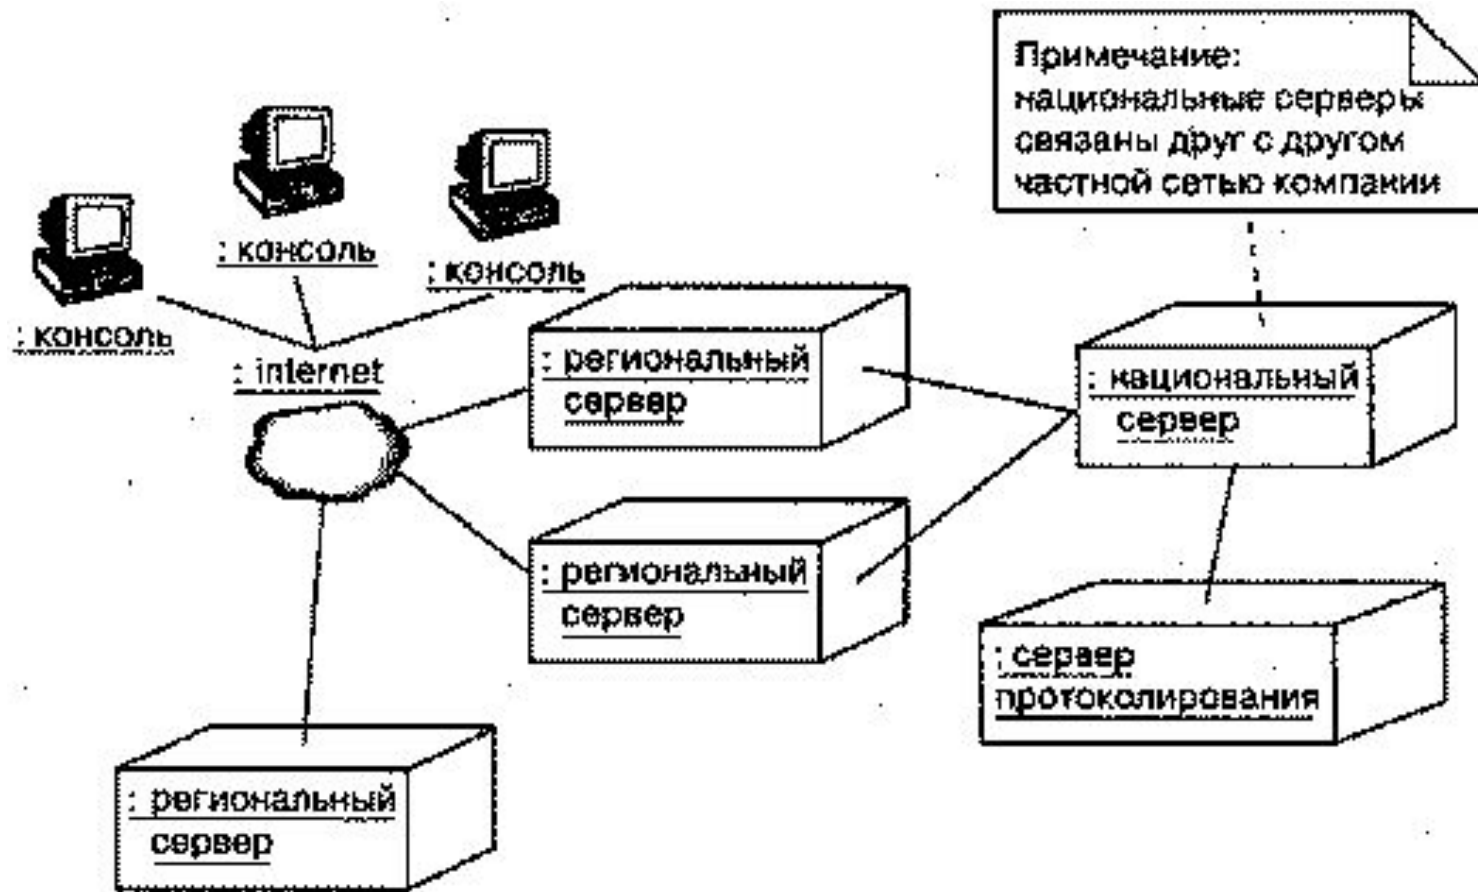 Примечание:
национальные серверы
связаны друг с другом
частной сетью компании
: консоль
: консоль
: консоль
: internet
: региональный
сервер
: национальный
сервер
: региональный
сервер
: сервер
протоколирования
: региональный
сервер